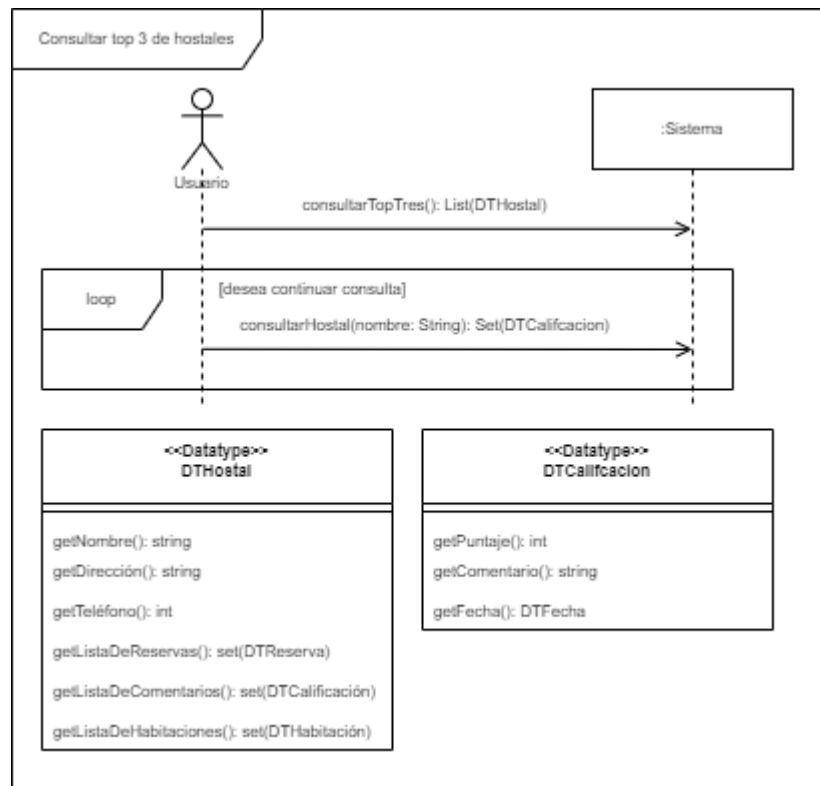 Consultar top 3 de hostales
:Sistema
Usuario
consultarTopTres(): List(DTHostal)
loop
[desea continuar consulta]
consultarHostal(nombre: String): Set(DTCalifcacion)
<<Datatype>>
DTHostal
getNombre(): string
getDirección(): string
getTeléfono(): int
getListaDeReservas(): set(DTReserva)
getListaDeComentarios(): set(DTCalificación)
getListaDeHabitaciones(): set(DTHabitación)
<<Datatype>>
DTCalifcacion
getPuntaje(): int
getComentario(): string
getFecha(): DTFecha